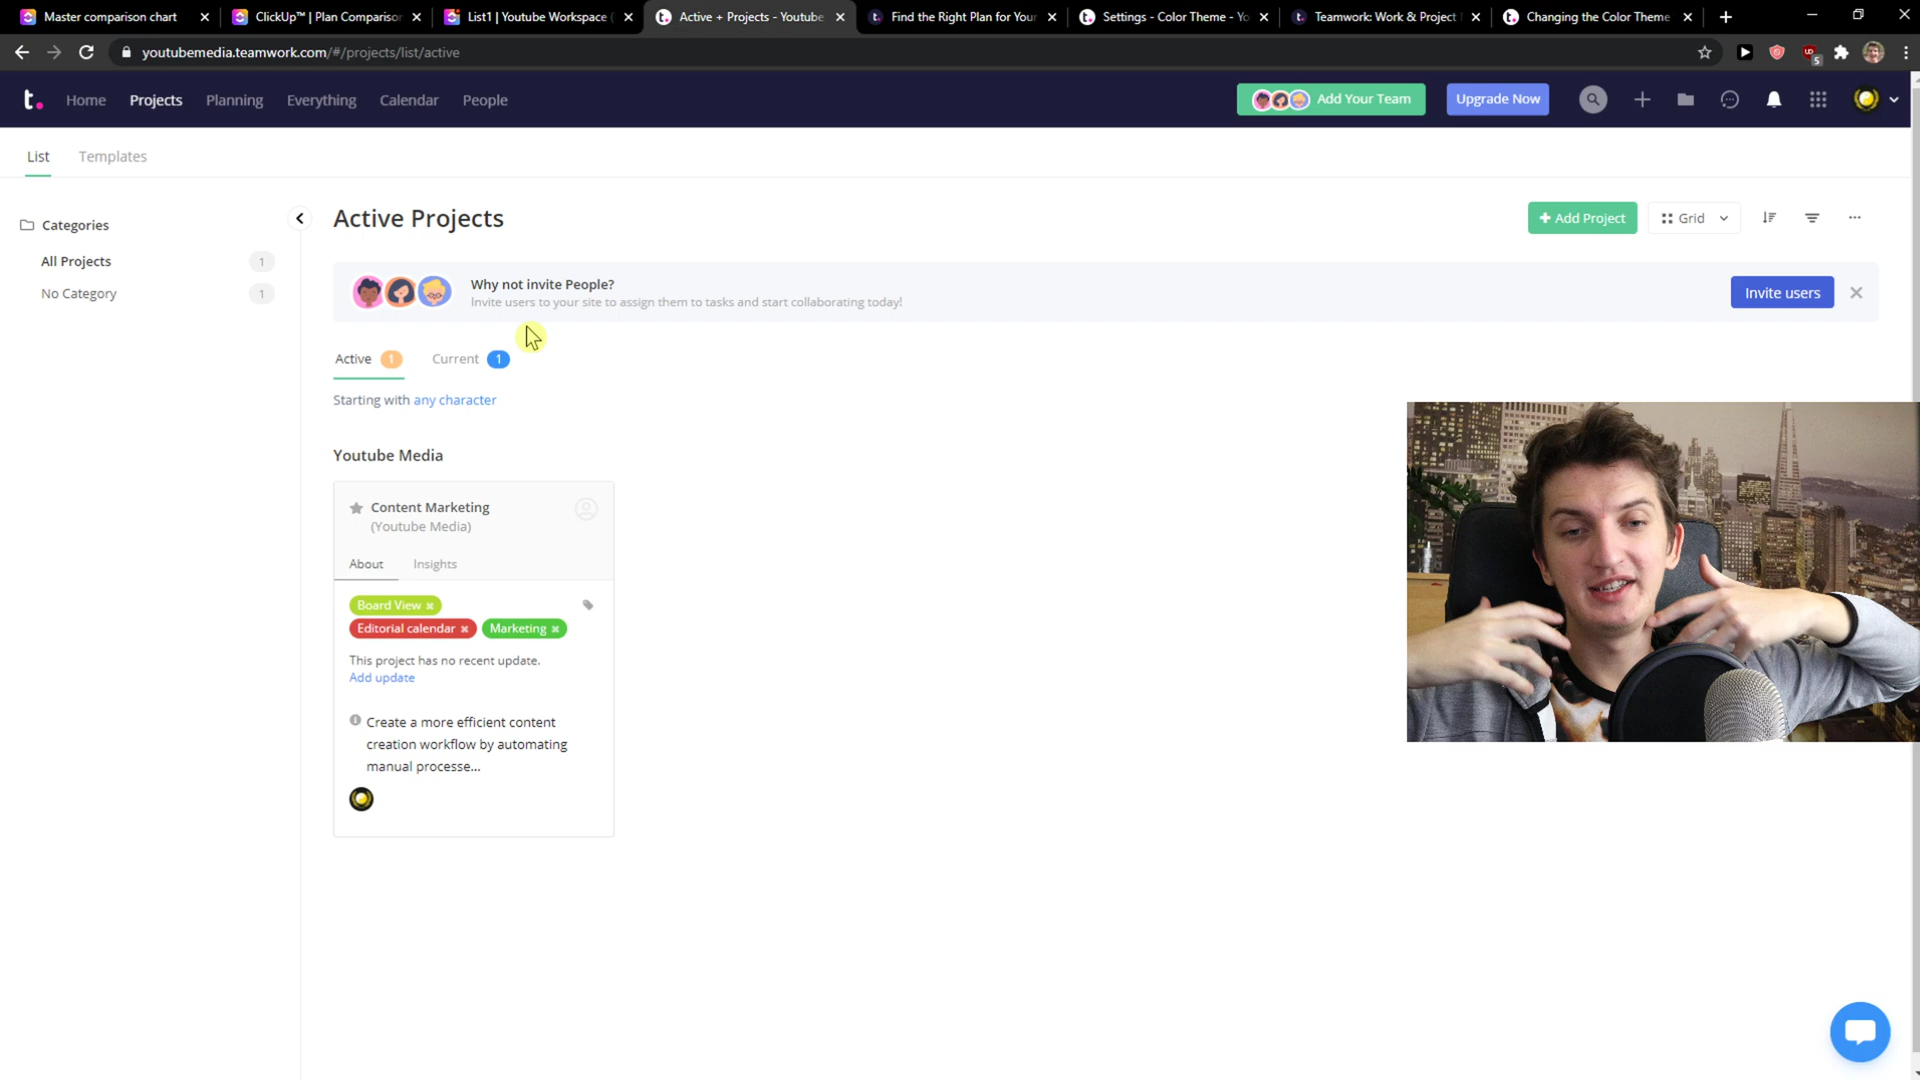 Master comparison chart
ClickUp™ | Plan Comparison
List1 | Youtube Workspace
Active + Projects - Youtube
Find the Right Plan for Your
Settings - Color Theme - Yo
Teamwork: Work & Project
Changing the Color Theme
youtubemedia.teamwork.com/#/projects/list/active
5
t.
Home
Projects
Planning
Everything
Calendar
People
Add Your Team
Upgrade Now
List
Templates
Categories
All Projects
1
No Category
1
Active Projects
+ Add Project
Grid
Why not invite People?
Invite users to your site to assign them to tasks and start collaborating today!
Invite users
Active
1
Current
1
Starting with any character
Youtube Media
Content Marketing
(Youtube Media)
About
Insights
Board View
Editorial calendar
Marketing
This project has no recent update.
Add update
Create a more efficient content
creation workflow by automating
manual processe...